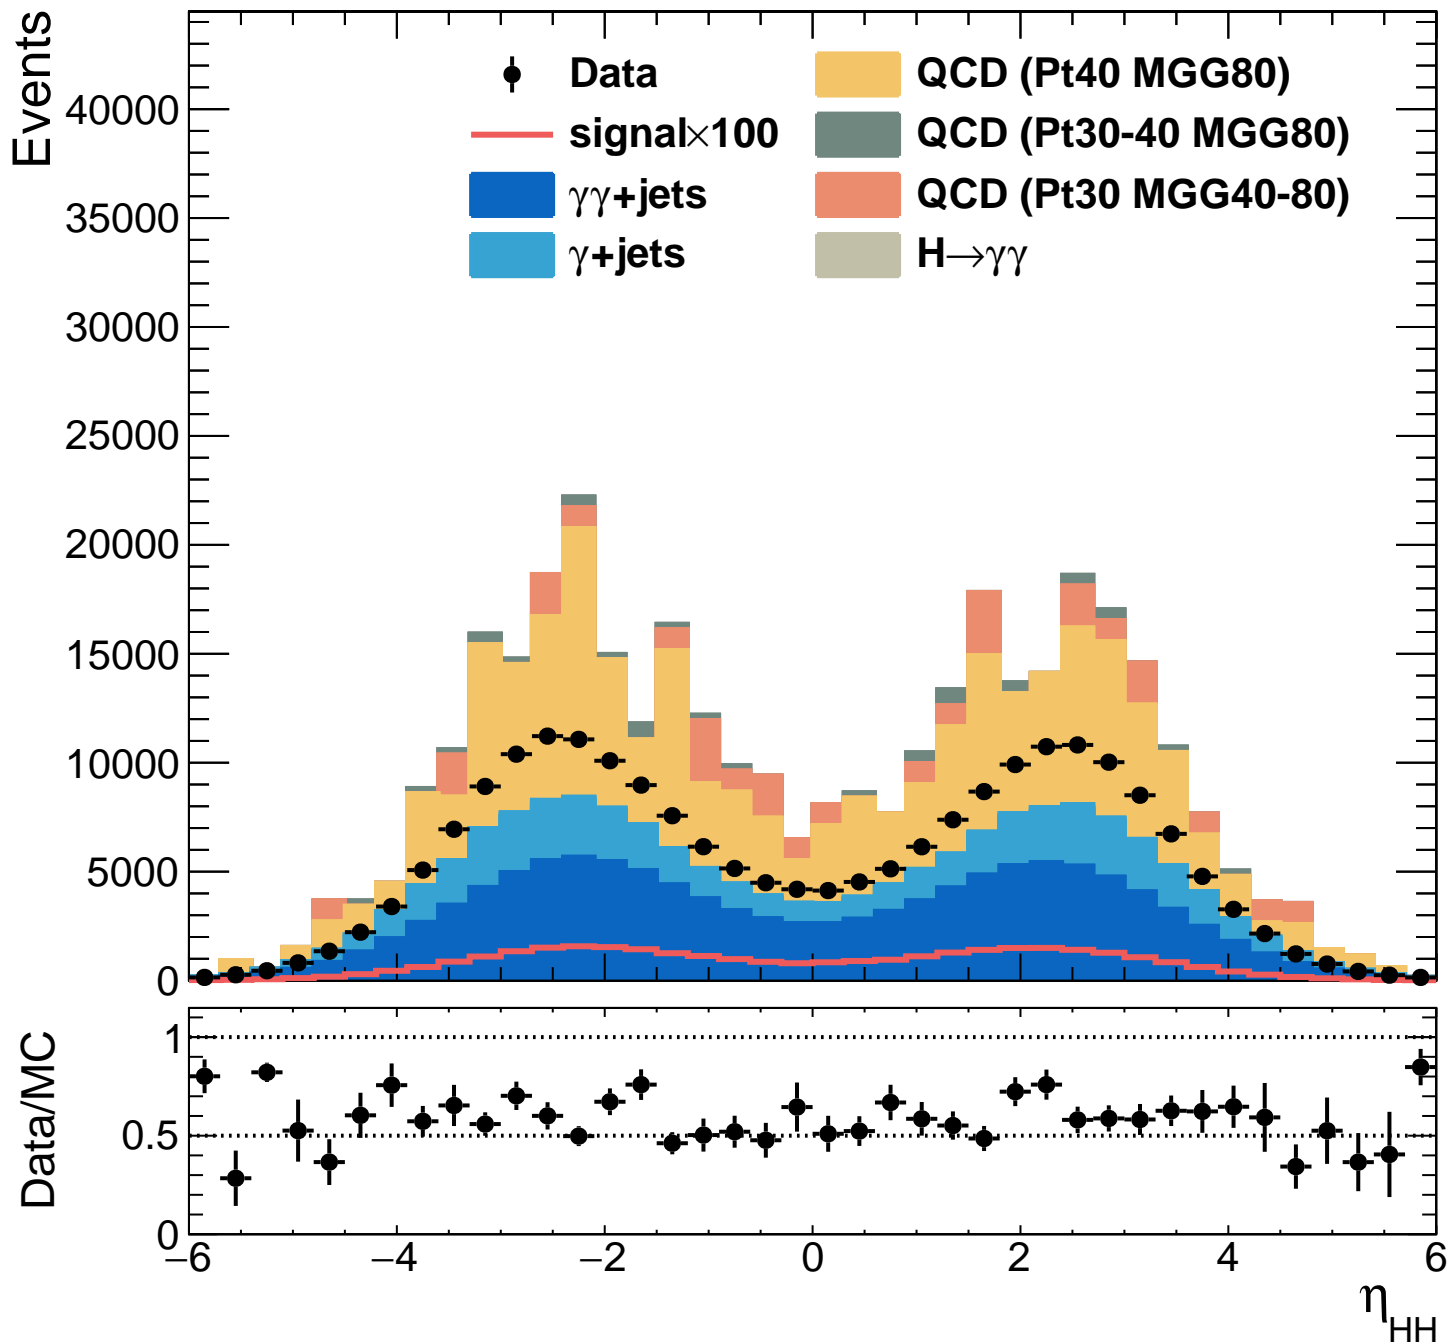 Events
40000
35000
30000
25000
20000
15000
10000
5000
0
Data
signal×100
γγ+jets
γ+jets
QCD (Pt40 MGG80)
QCD (Pt30-40 MGG80)
QCD (Pt30 MGG40-80)
H→γγ
Data/MC
1
0.5
0
−6 −4 −2 0 2 4 6
ηHH